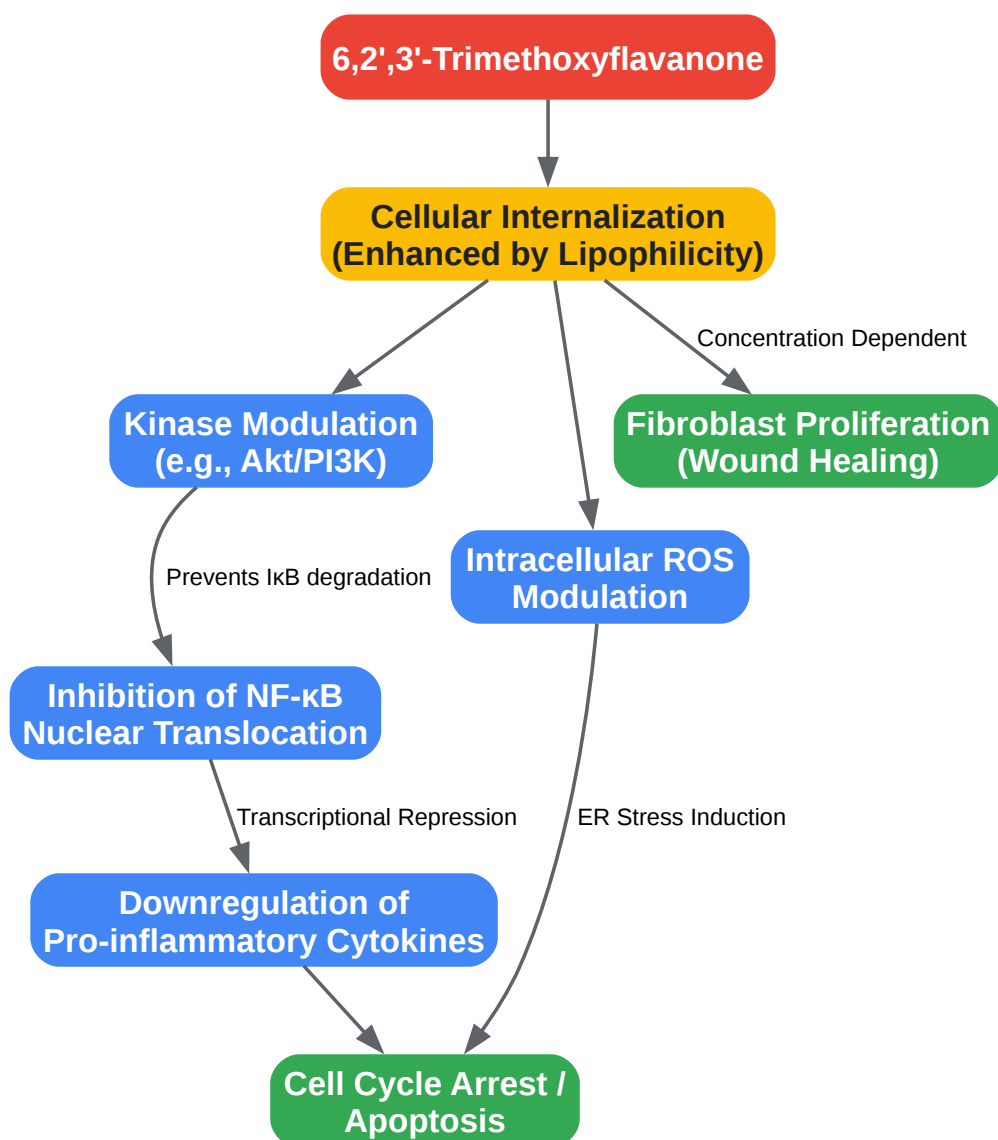 6,2',3'-Trimethoxyflavanone
Cellular Internalization
(Enhanced by Lipophilicity)
Concentration Dependent
Kinase Modulation
(e.g., Akt/PI3K)
Fibroblast Proliferation
(Wound Healing)
Prevents IκB degradation
Intracellular ROS
Modulation
Inhibition of NF-κB
Nuclear Translocation
Transcriptional Repression
ER Stress Induction
Downregulation of
Pro-inflammatory Cytokines
Cell Cycle Arrest /
Apoptosis